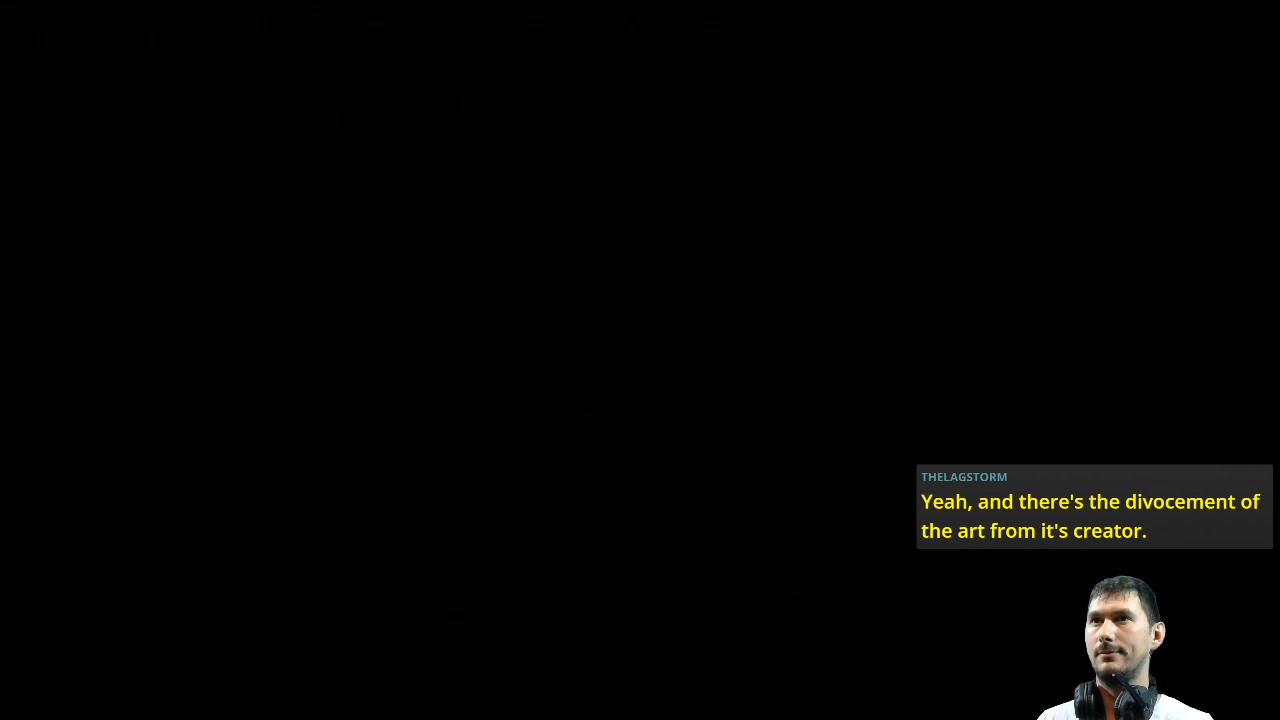 THELAGSTORM
Yeah, and there's the divocement of
the art from it's creator.